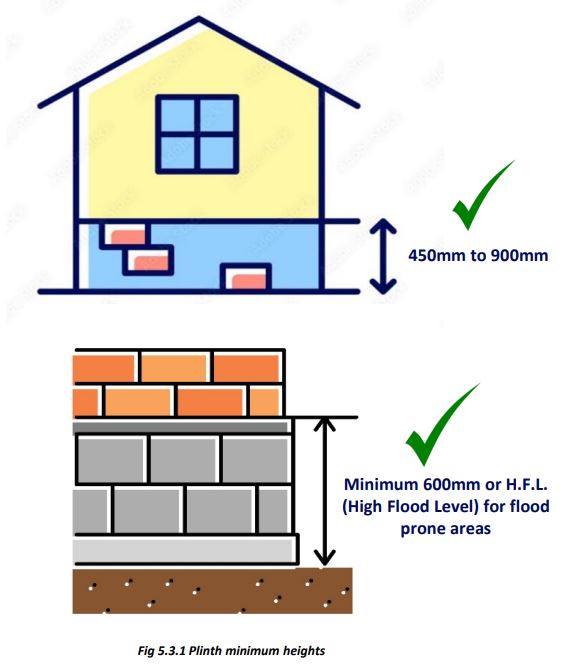 450mm to 900mm
Minimum 600mm or H.F.L.
(High Flood Level) for flood
prone areas
Fig 5.3.1 Plinth minimum heights